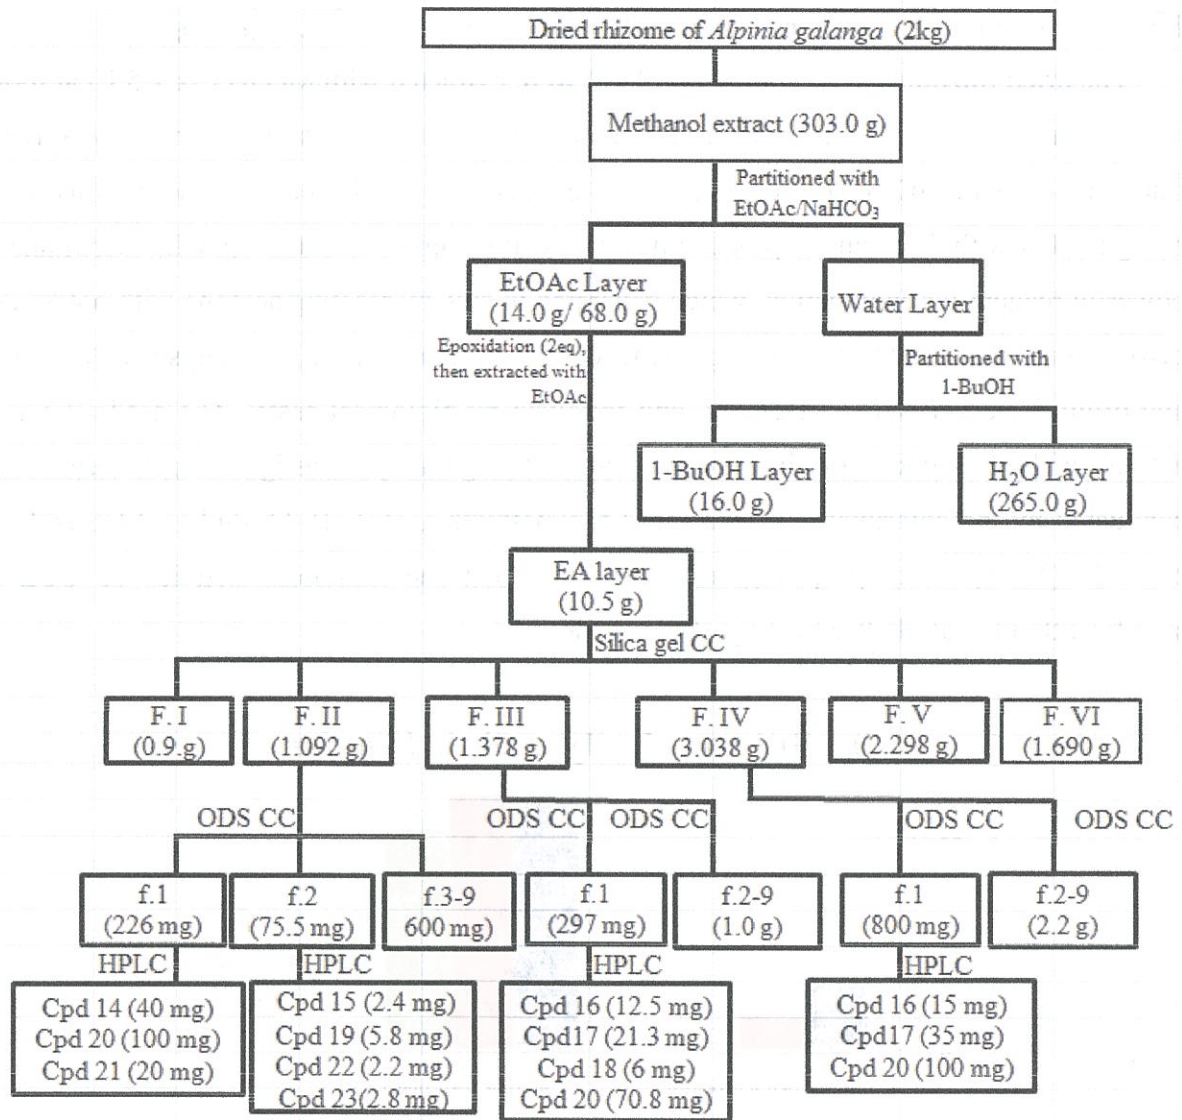 Dried rhizome of Alpinia galanga (2kg)
Methanol extract (303.0 g)
Partitioned with
EtOAc/NaHCO₃
EtOAc Layer
(14.0 g/ 68.0 g)
Water Layer
Epoxidation (2eq),
then extracted with
EtOAc
Partitioned with
1-BuOH
1-BuOH Layer
(16.0 g)
H₂O Layer
(265.0 g)
EA layer
(10.5 g)
Silica gel CC
F. I
(0.9.g)
F. II
(1.092 g)
F. III
(1.378 g)
F. IV
(3.038 g)
F. V
(2.298 g)
F. VI
(1.690 g)
ODS CC
ODS CC
ODS CC
ODS CC
ODS CC
f.1
(226 mg)
f.2
(75.5 mg)
f.3-9
600 mg)
f.1
(297 mg)
f.2-9
(1.0 g)
f.1
(800 mg)
f.2-9
(2.2 g)
HPLC
HPLC
HPLC
HPLC
Cpd 14 (40 mg)
Cpd 20 (100 mg)
Cpd 21 (20 mg)
Cpd 15 (2.4 mg)
Cpd 19 (5.8 mg)
Cpd 22 (2.2 mg)
Cpd 23(2.8 mg)
Cpd 16 (12.5 mg)
Cpd17 (21.3 mg)
Cpd 18 (6 mg)
Cpd 20 (70.8 mg)
Cpd 16 (15 mg)
Cpd17 (35 mg)
Cpd 20 (100 mg)